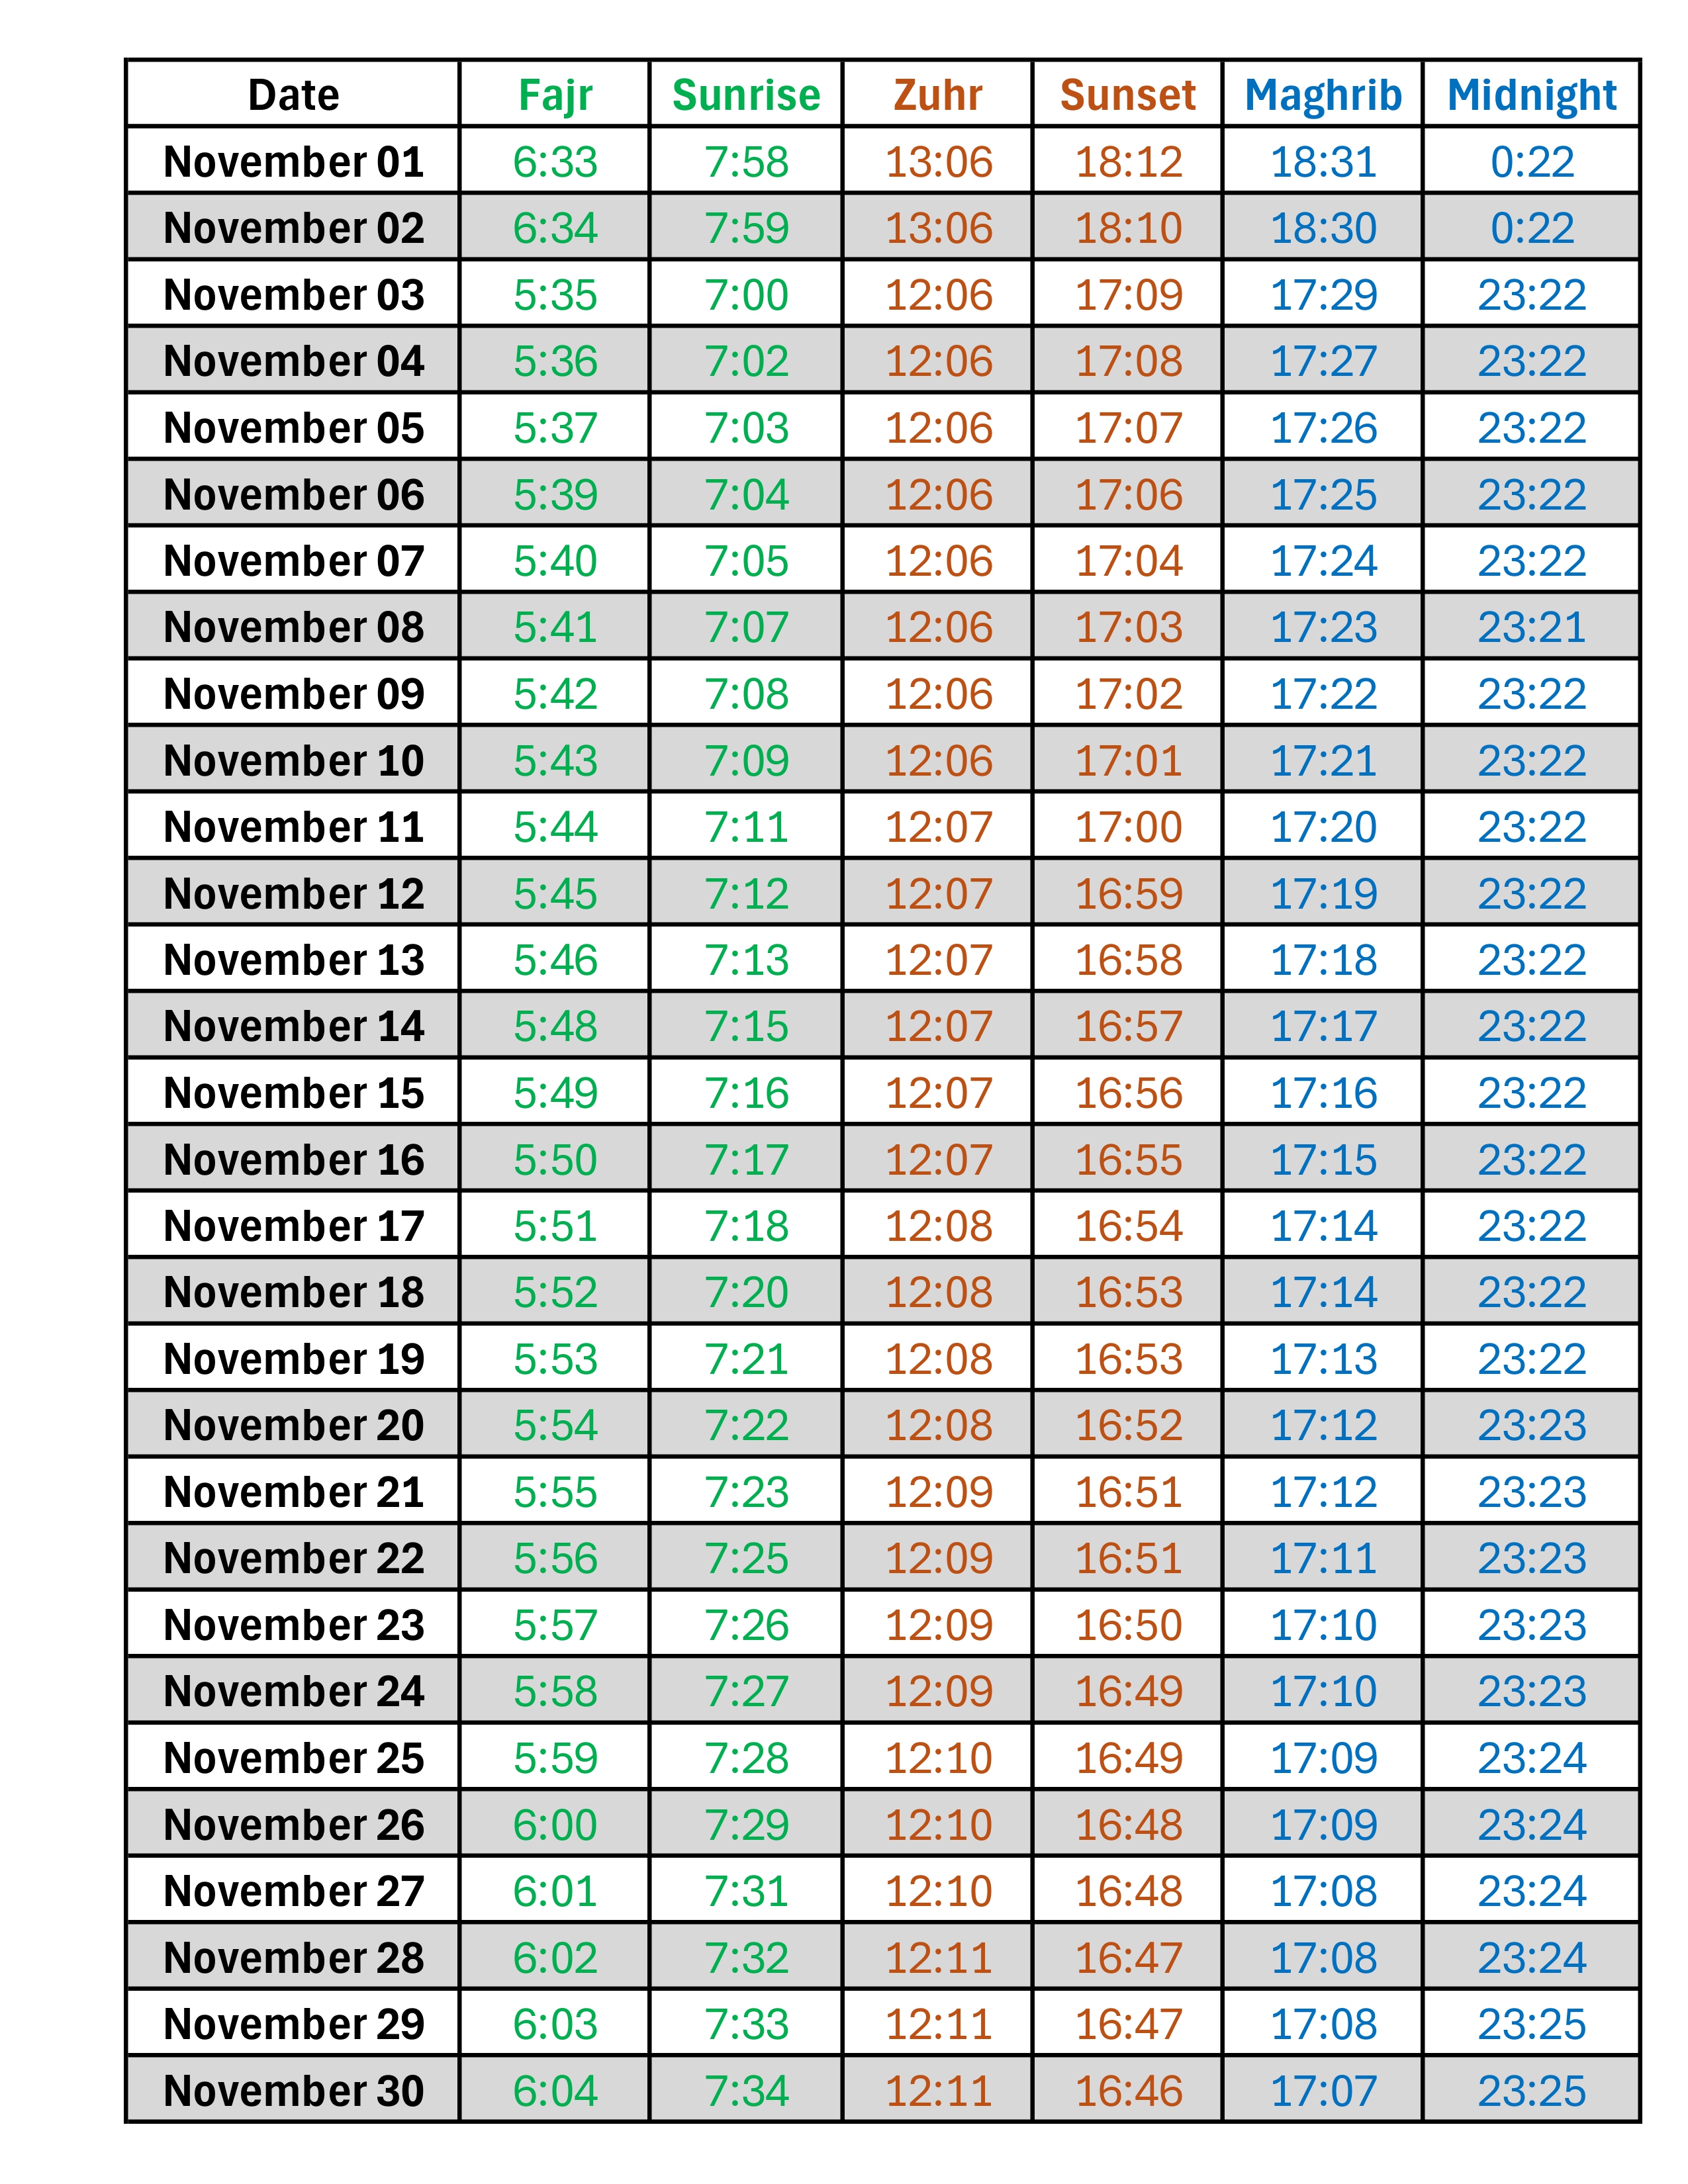 Date Fajr Sunrise Zuhr Sunset Maghrib Midnight
November 01 6:33 7:58 13:06 18:12 18:31 0:22
November 02 6:34 7:59 13:06 18:10 18:30 0:22
November 03 5:35 7:00 12:06 17:09 17:29 23:22
November 04 5:36 7:02 12:06 17:08 17:27 23:22
November 05 5:37 7:03 12:06 17:07 17:26 23:22
November 06 5:39 7:04 12:06 17:06 17:25 23:22
November 07 5:40 7:05 12:06 17:04 17:24 23:22
November 08 5:41 7:07 12:06 17:03 17:23 23:21
November 09 5:42 7:08 12:06 17:02 17:22 23:22
November 10 5:43 7:09 12:06 17:01 17:21 23:22
November 11 5:44 7:11 12:07 17:00 17:20 23:22
November 12 5:45 7:12 12:07 16:59 17:19 23:22
November 13 5:46 7:13 12:07 16:58 17:18 23:22
November 14 5:48 7:15 12:07 16:57 17:17 23:22
November 15 5:49 7:16 12:07 16:56 17:16 23:22
November 16 5:50 7:17 12:07 16:55 17:15 23:22
November 17 5:51 7:18 12:08 16:54 17:14 23:22
November 18 5:52 7:20 12:08 16:53 17:14 23:22
November 19 5:53 7:21 12:08 16:53 17:13 23:22
November 20 5:54 7:22 12:08 16:52 17:12 23:23
November 21 5:55 7:23 12:09 16:51 17:12 23:23
November 22 5:56 7:25 12:09 16:51 17:11 23:23
November 23 5:57 7:26 12:09 16:50 17:10 23:23
November 24 5:58 7:27 12:09 16:49 17:10 23:23
November 25 5:59 7:28 12:10 16:49 17:09 23:24
November 26 6:00 7:29 12:10 16:48 17:09 23:24
November 27 6:01 7:31 12:10 16:48 17:08 23:24
November 28 6:02 7:32 12:11 16:47 17:08 23:24
November 29 6:03 7:33 12:11 16:47 17:08 23:25
November 30 6:04 7:34 12:11 16:46 17:07 23:25